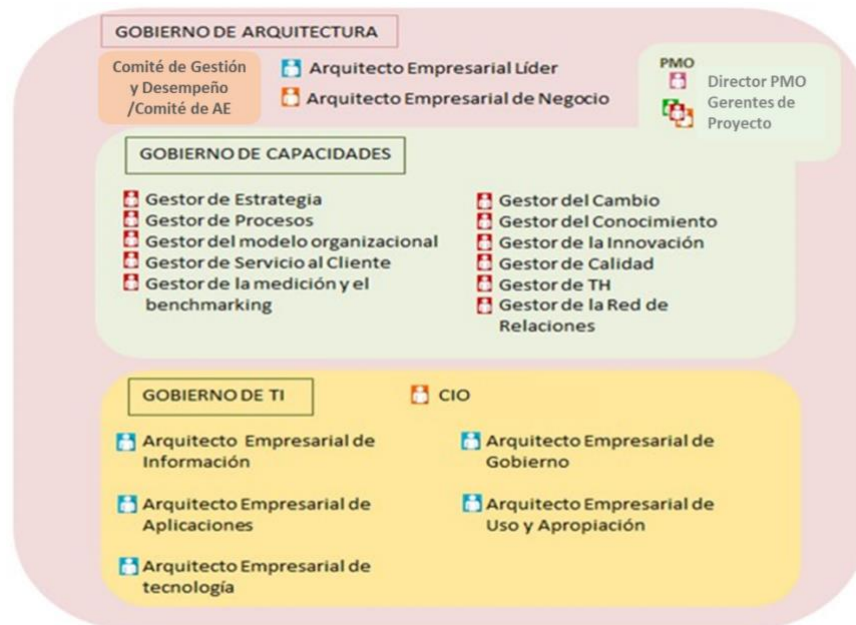 GOBIERNO DE ARQUITECTURA
Comité de Gestión
y Desempeño
/Comité de AE
Arquitecto Empresarial Líder
Arquitecto Empresarial de Negocio
PMO
Director PMO
Gerentes de
Proyecto
GOBIERNO DE CAPACIDADES
Gestor de Estrategia
Gestor de Procesos
Gestor del modelo organizacional
Gestor de Servicio al Cliente
Gestor de la medición y el
benchmarking
Gestor del Cambio
Gestor del Conocimiento
Gestor de la Innovación
Gestor de Calidad
Gestor de TH
Gestor de la Red de
Relaciones
GOBIERNO DE TI
CIO
Arquitecto Empresarial de
Información
Arquitecto Empresarial de
Gobierno
Arquitecto Empresarial de
Aplicaciones
Arquitecto Empresarial de
Uso y Apropiación
Arquitecto Empresarial de
tecnología